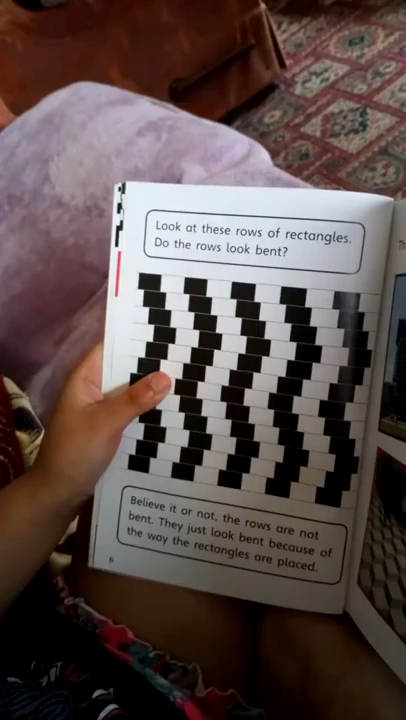 Look at these rows of rectangles.
Do the rows look bent?
Believe it or not, the rows are not
bent. They just look bent because of
the way the rectangles are placed.
6